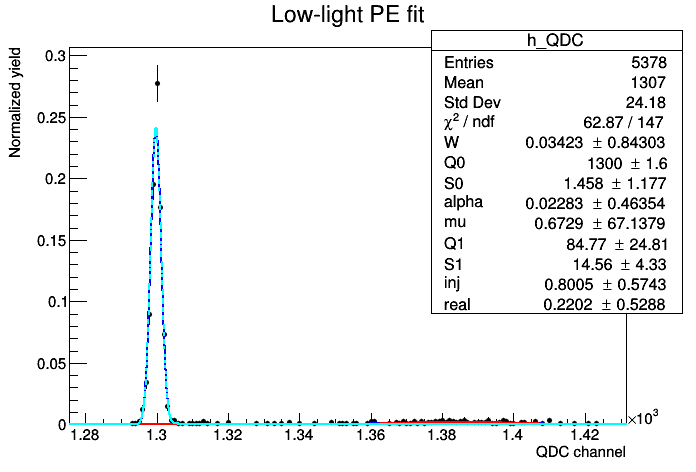 Low-light PE fit
Normalized yield
h_QDC
Entries 5378
Mean 1307
Std Dev 24.18
χ² / ndf 62.87 / 147
W 0.03423 ± 0.84303
Q0 1300 ± 1.6
S0 1.458 ± 1.177
alpha 0.02283 ± 0.46354
mu 0.6729 ± 67.1379
Q1 84.77 ± 24.81
S1 14.56 ± 4.33
inj 0.8005 ± 0.5743
real 0.2202 ± 0.5288
0.3
0.25
0.2
0.15
0.1
0.05
0
1.28 1.3 1.32 1.34 1.36 1.38 1.4 1.42
×10³
QDC channel